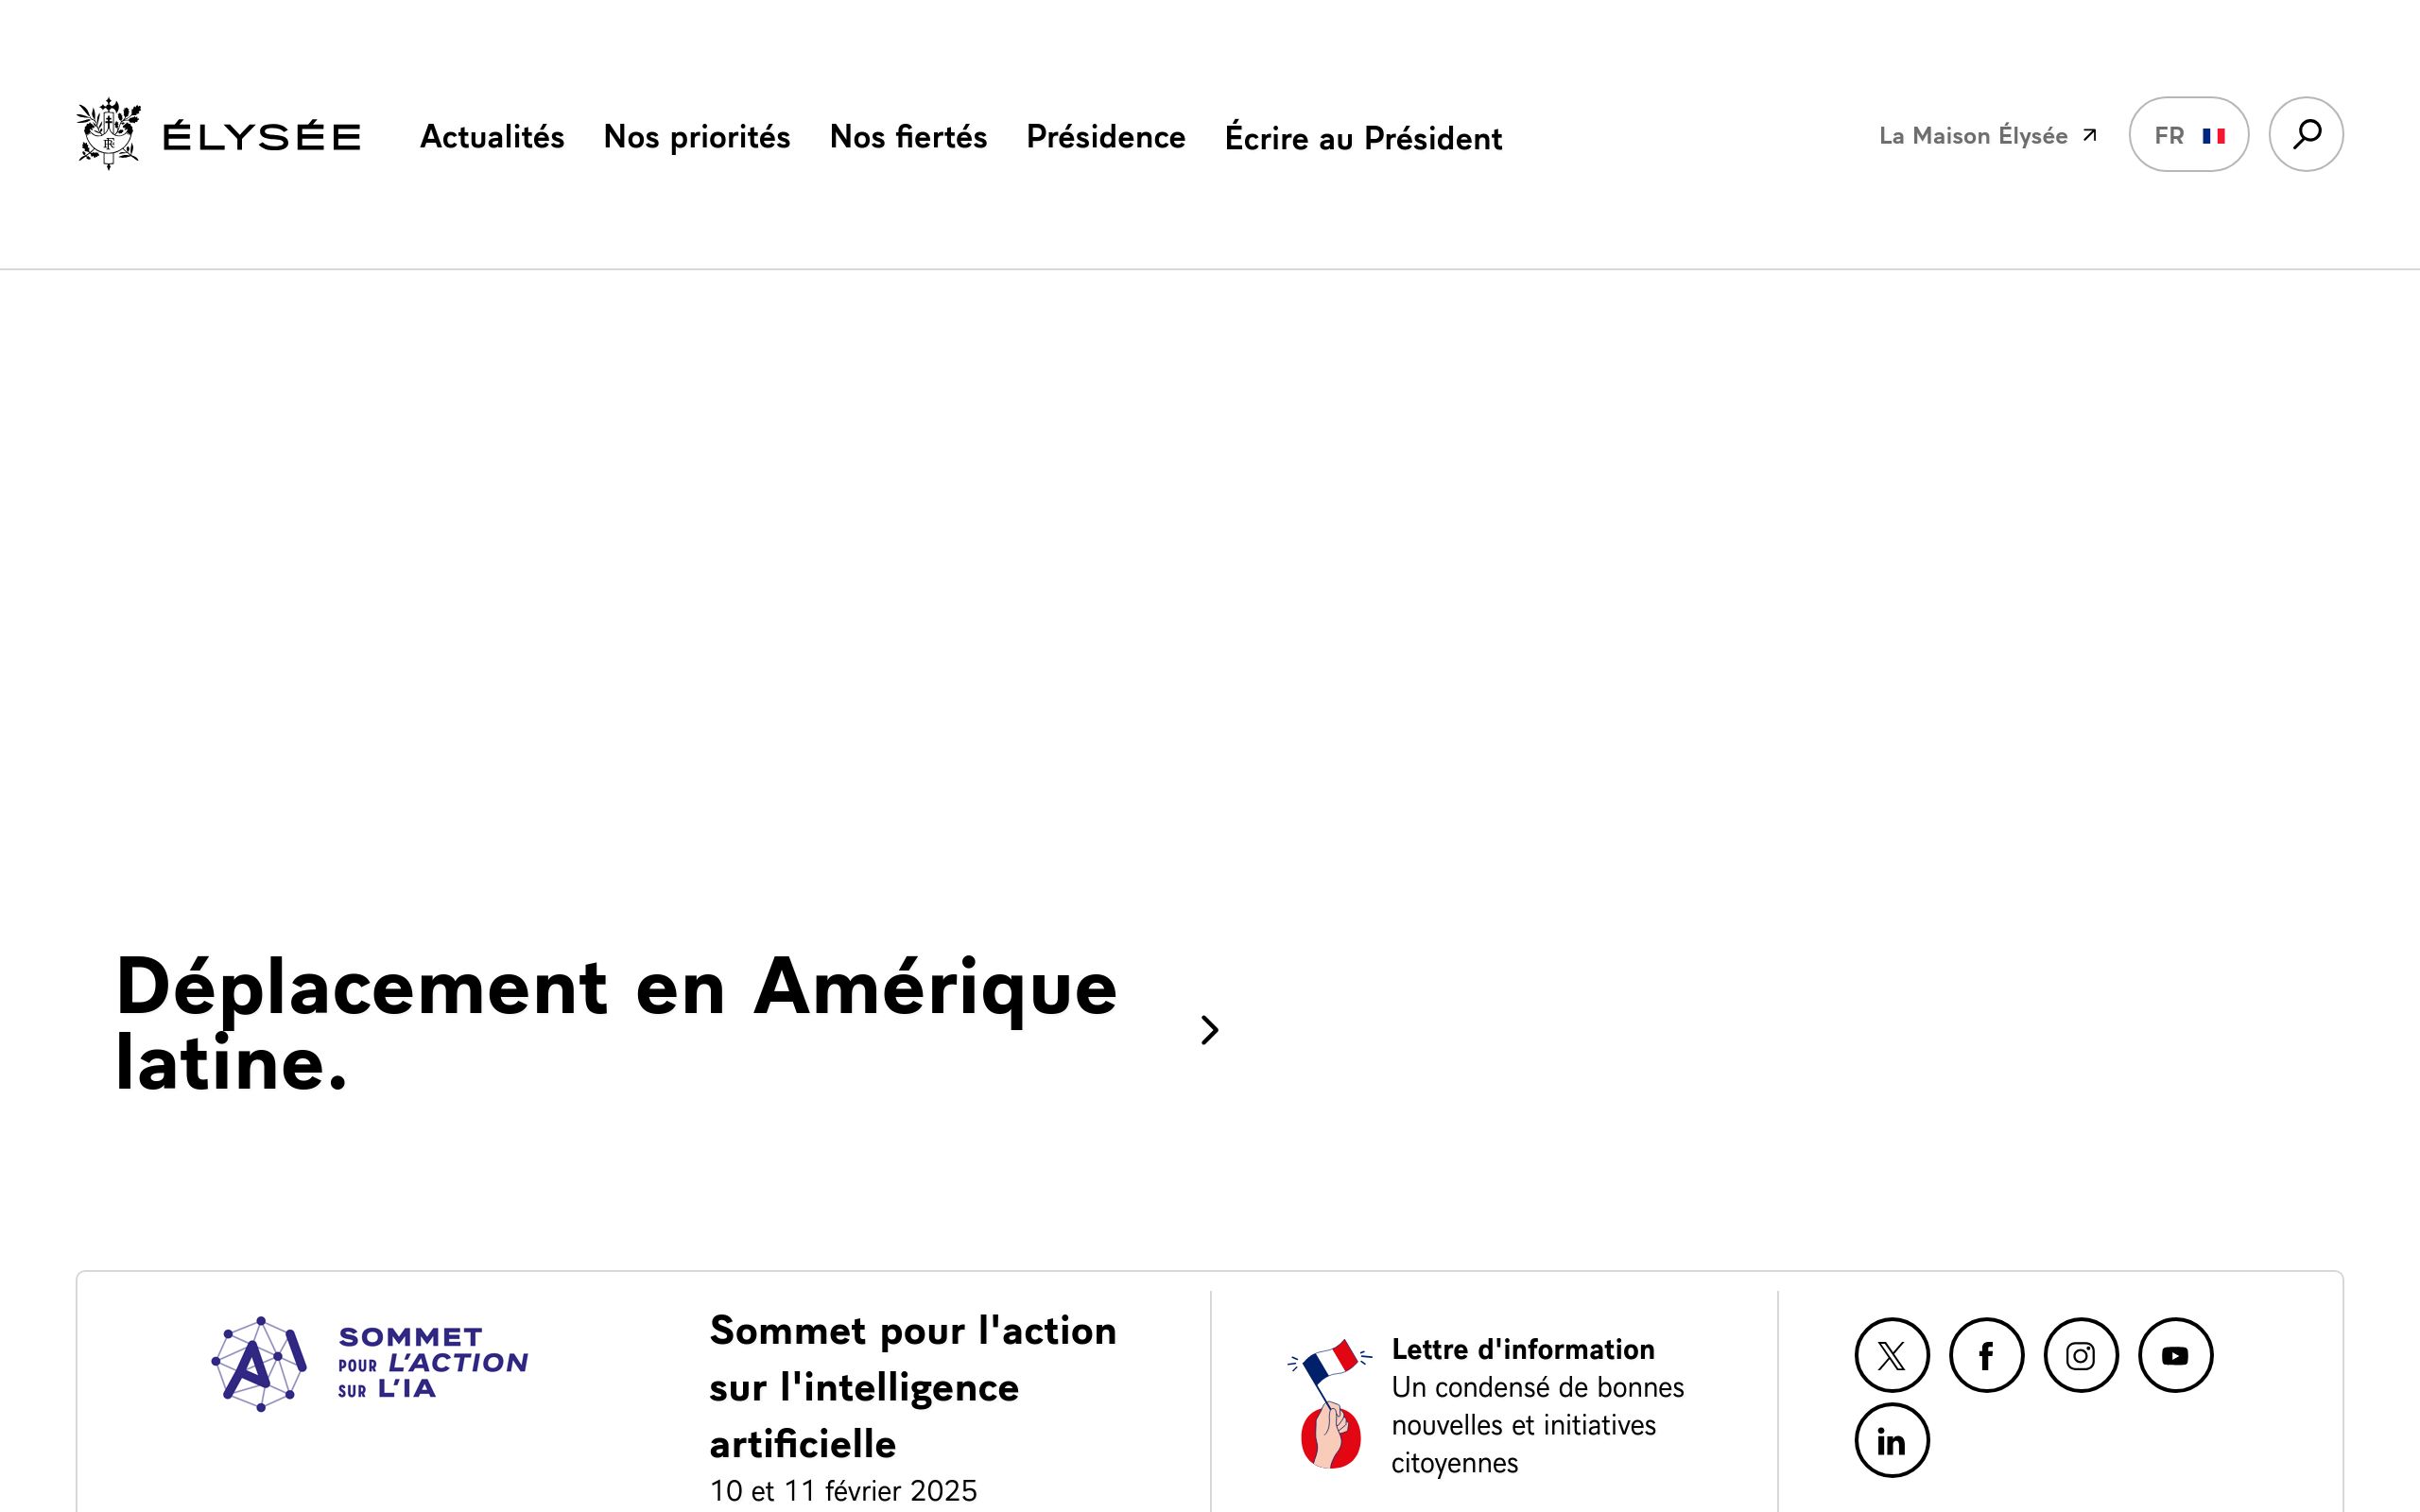 ÉLYSÉE
Actualités
Nos priorités
Nos fiertés
Présidence
Écrire au Président
La Maison Élysée
FR
Déplacement en Amérique
latine.
SOMMET
POUR L'ACTION
SUR L'IA
Sommet pour l'action
sur l'intelligence
artificielle
10 et 11 février 2025
Lettre d'information
Un condensé de bonnes
nouvelles et initiatives
citoyennes